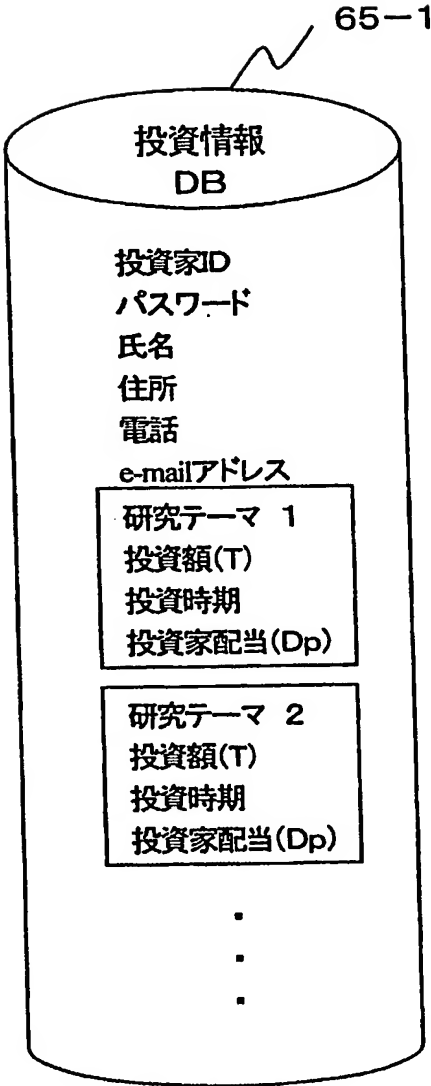 65-1
投資情報
DB
投資家ID
パスワード
氏名
住所
電話
e-mailアドレス
研究テーマ 1
投資額(T)
投資時期
投資家配当(Dp)
研究テーマ 2
投資額(T)
投資時期
投資家配当(Dp)